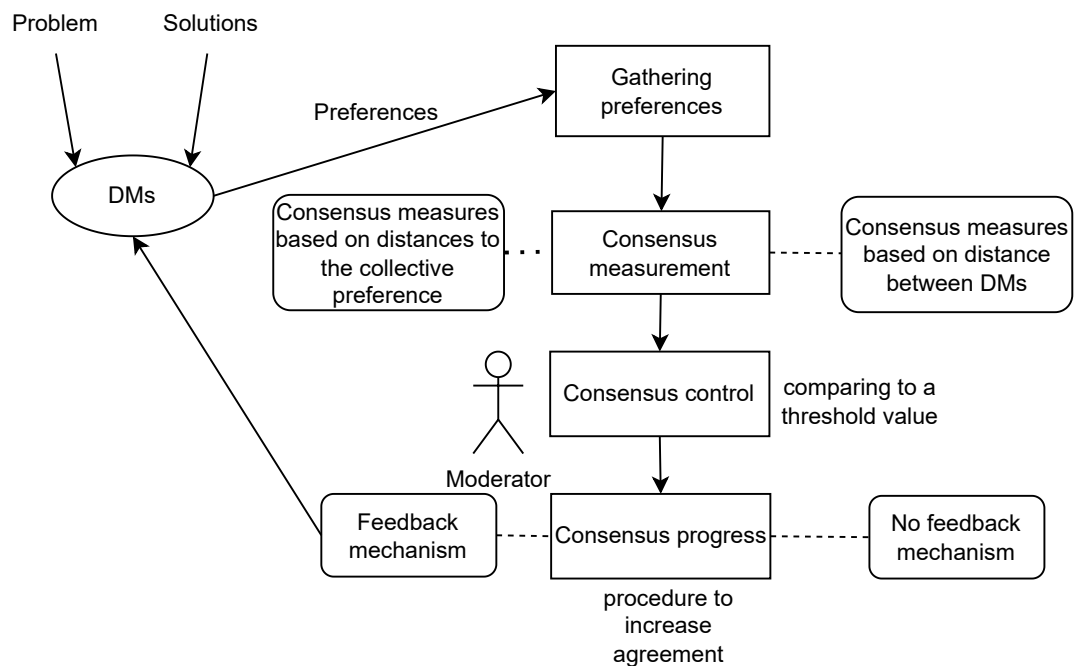 Problem
Solutions
Preferences
Gathering
preferences
DMs
Consensus measures
based on distances to
the collective
preference
Consensus
measurement
Consensus measures
based on distance
between DMs
Consensus control
comparing to a
threshold value
Moderator
Feedback
mechanism
Consensus progress
No feedback
mechanism
procedure to
increase
agreement